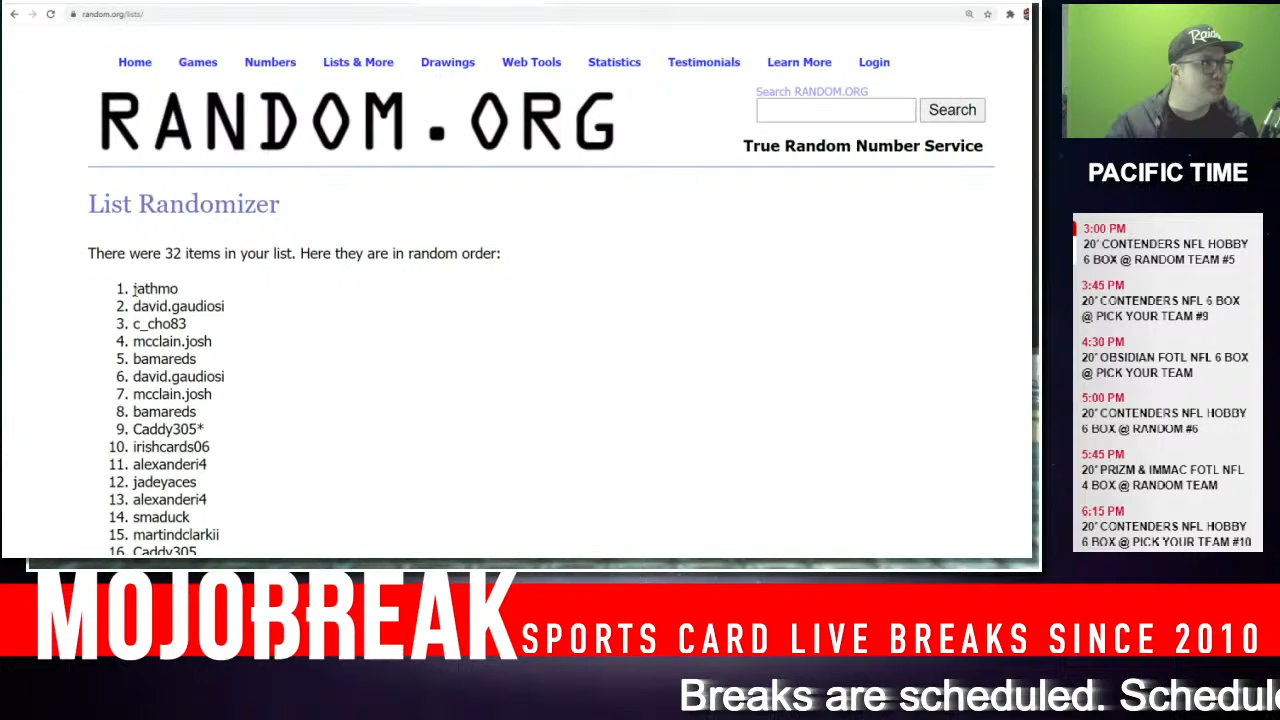 random.org/lists/
Home Games Numbers Lists & More Drawings Web Tools Statistics Testimonials Learn More Login
Search RANDOM.ORG
RANDOM.ORG
Search
True Random Number Service
List Randomizer
There were 32 items in your list. Here they are in random order:
1. jathmo
2. david.gaudiosi
3. c_cho83
4. mcclain.josh
5. bamareds
6. david.gaudiosi
7. mcclain.josh
8. bamareds
9. Caddy305*
10. irishcards06
11. alexanderi4
12. jadeyaces
13. alexanderi4
14. smaduck
15. martindclarkii
16. Caddy305
Raid
PACIFIC TIME
3:00 PM
20' CONTENDERS NFL HOBBY
6 BOX @ RANDOM TEAM #5
3:45 PM
20' CONTENDERS NFL 6 BOX
@ PICK YOUR TEAM #9
4:30 PM
20' OBSIDIAN FOTL NFL 6 BOX
@ PICK YOUR TEAM
5:00 PM
20' CONTENDERS NFL HOBBY
6 BOX @ RANDOM #6
5:45 PM
20' PRIZM & IMMAC FOTL NFL
4 BOX @ RANDOM TEAM
6:15 PM
20' CONTENDERS NFL HOBBY
6 BOX @ PICK YOUR TEAM #10
MOJOBREAK
SPORTS CARD LIVE BREAKS SINCE 2010
Breaks are scheduled. Schedule